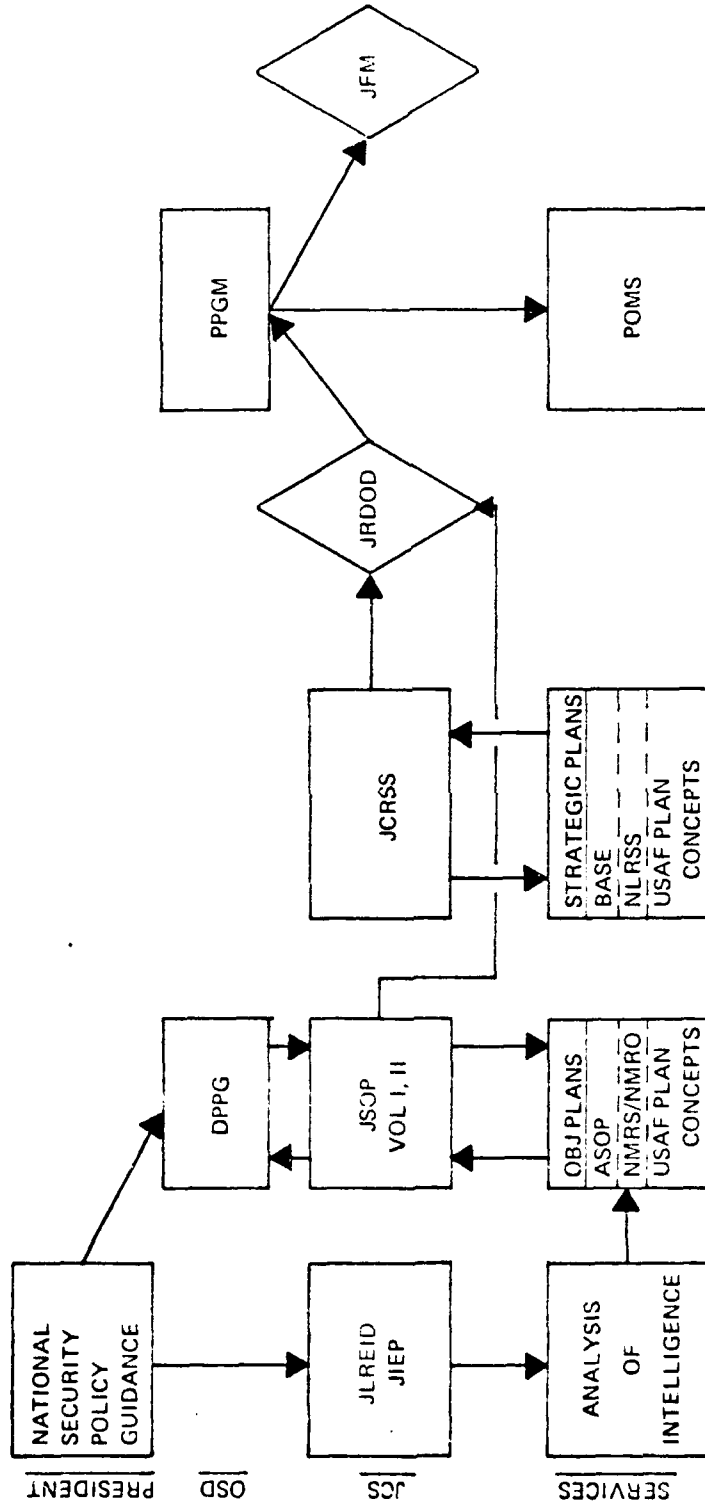 PRESIDENT
OSD
JCS
SERVICES
NATIONAL
SECURITY
POLICY
GUIDANCE
JLREID
JIEP
ANALYSIS
OF
INTELLIGENCE
DPPG
JSOP
VOL I, II
OBJ PLANS
ASOP
NMRS/NMRO
USAF PLAN
CONCEPTS
JCRSS
STRATEGIC PLANS
BASE
NLRSS
USAF PLAN
CONCEPTS
JRDOD
PPGM
POMS
JFM